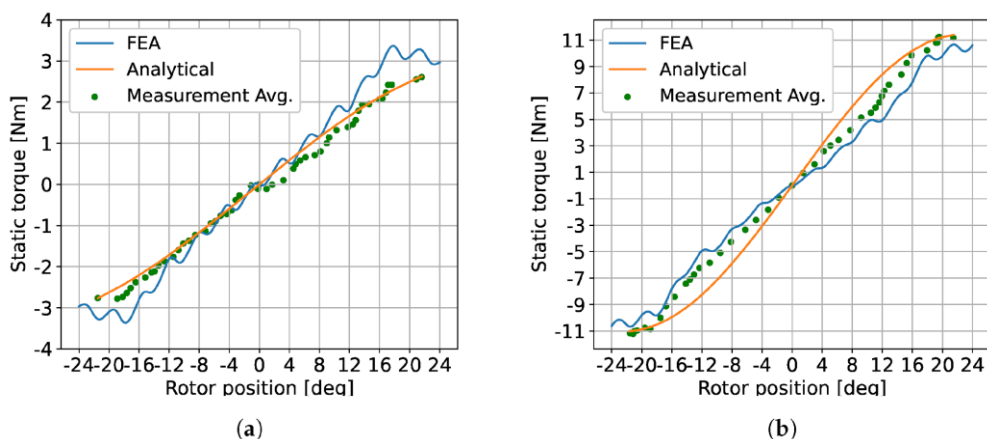 4
3
2
1
0
-1
-2
-3
-4
Static torque [Nm]
FEA
Analytical
Measurement Avg.
-24 -20 -16 -12 -8 -4 0 4 8 12 16 20 24
Rotor position [deg]
(a)
11
9
7
5
3
1
-1
-3
-5
-7
-9
-11
Static torque [Nm]
FEA
Analytical
Measurement Avg.
-24 -20 -16 -12 -8 -4 0 4 8 12 16 20 24
Rotor position [deg]
(b)